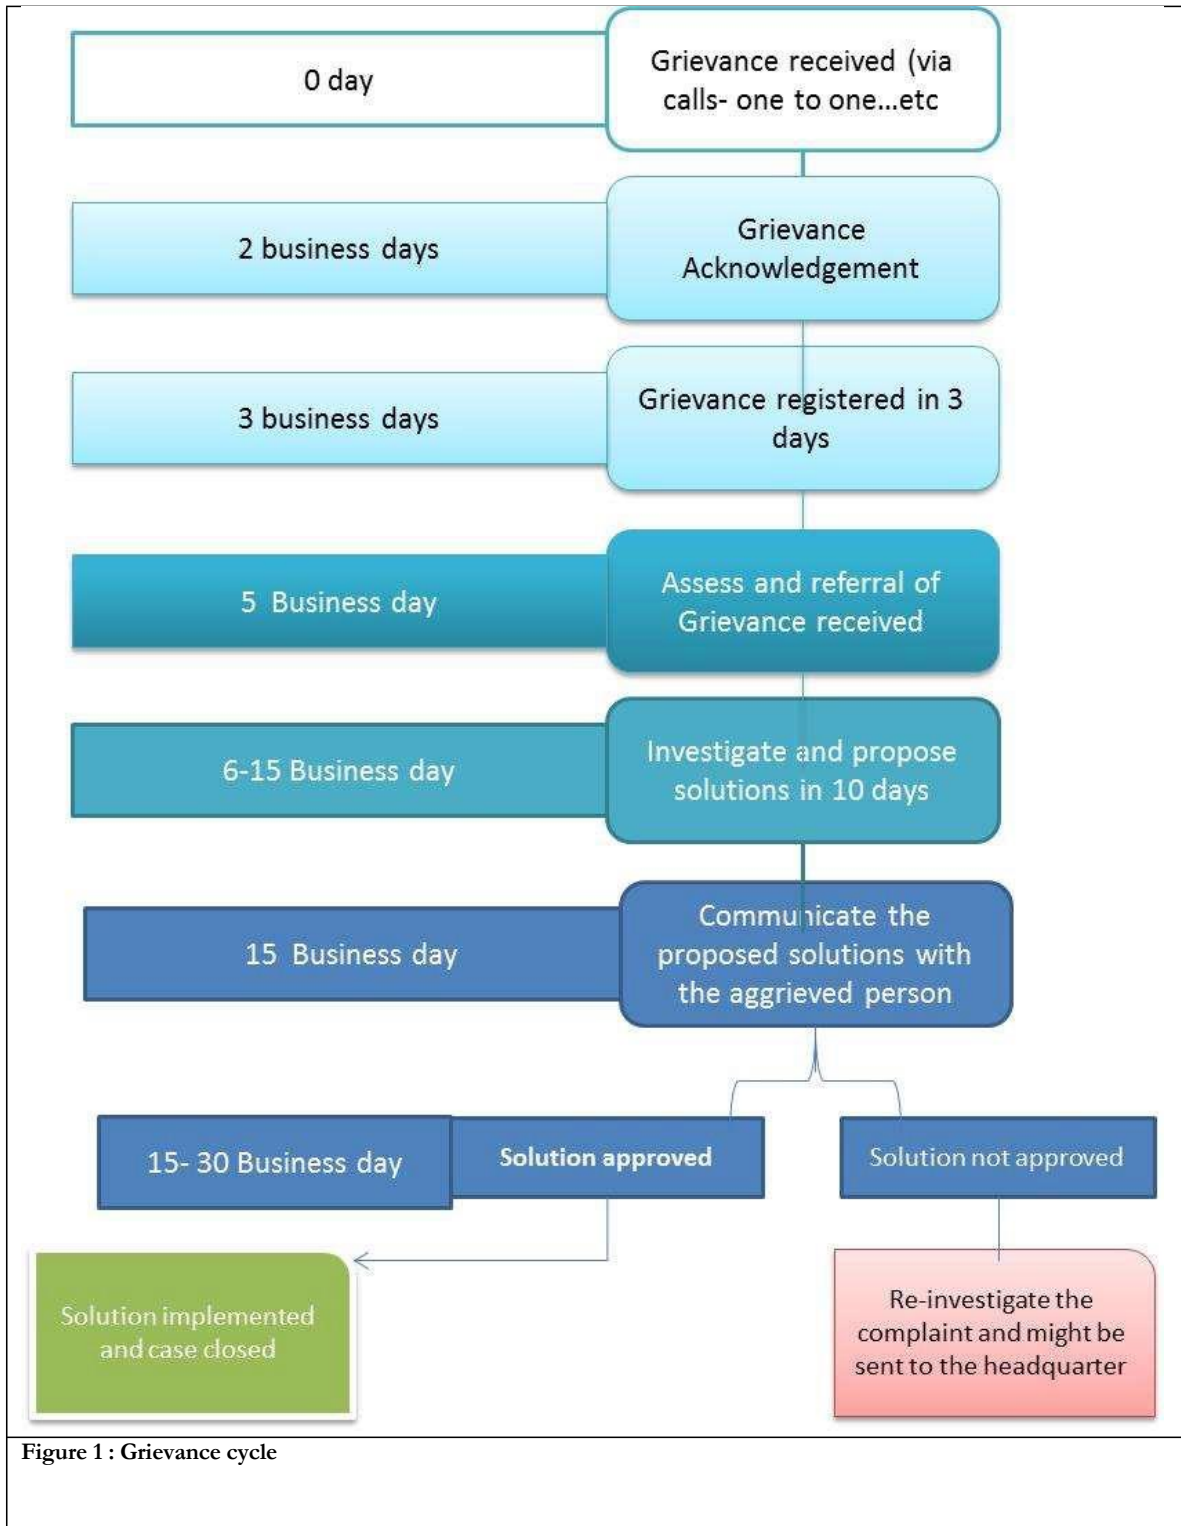 0 day
Grievance received (via
calls- one to one...etc
2 business days
Grievance
Acknowledgement
3 business days
Grievance registered in 3
days
5 Business day
Assess and referral of
Grievance received
6-15 Business day
Investigate and propose
solutions in 10 days
15 Business day
Communicate the
proposed solutions with
the aggrieved person
15- 30 Business day
Solution approved
Solution not approved
Solution implemented
and case closed
Re-investigate the
complaint and might be
sent to the headquarter
Figure 1 : Grievance cycle